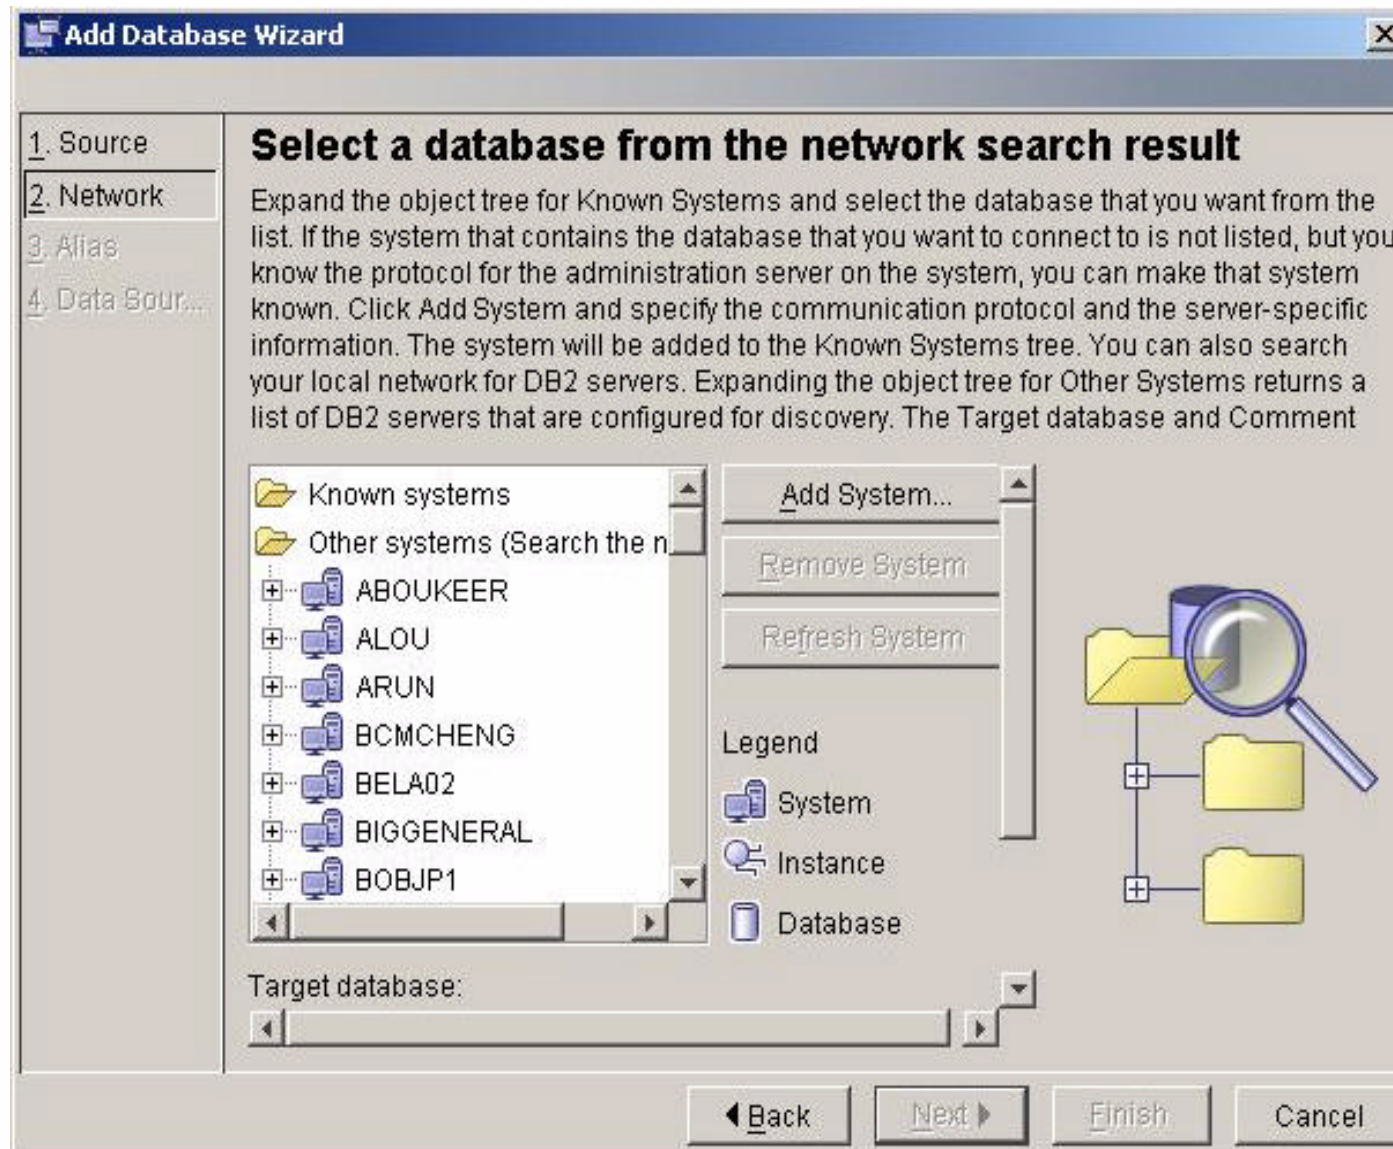 Add Database Wizard
1. Source
2. Network
3. Alias
4. Data Sour...
Select a database from the network search result
Expand the object tree for Known Systems and select the database that you want from the
list. If the system that contains the database that you want to connect to is not listed, but you
know the protocol for the administration server on the system, you can make that system
known. Click Add System and specify the communication protocol and the server-specific
information. The system will be added to the Known Systems tree. You can also search
your local network for DB2 servers. Expanding the object tree for Other Systems returns a
list of DB2 servers that are configured for discovery. The Target database and Comment
Known systems
Other systems (Search the n
ABOUKEER
ALOU
ARUN
BCMCHENG
BELA02
BIGGENERAL
BOBJP1
Add System...
Remove System
Refresh System
Legend
System
Instance
Database
Target database:
Back
Next
Finish
Cancel